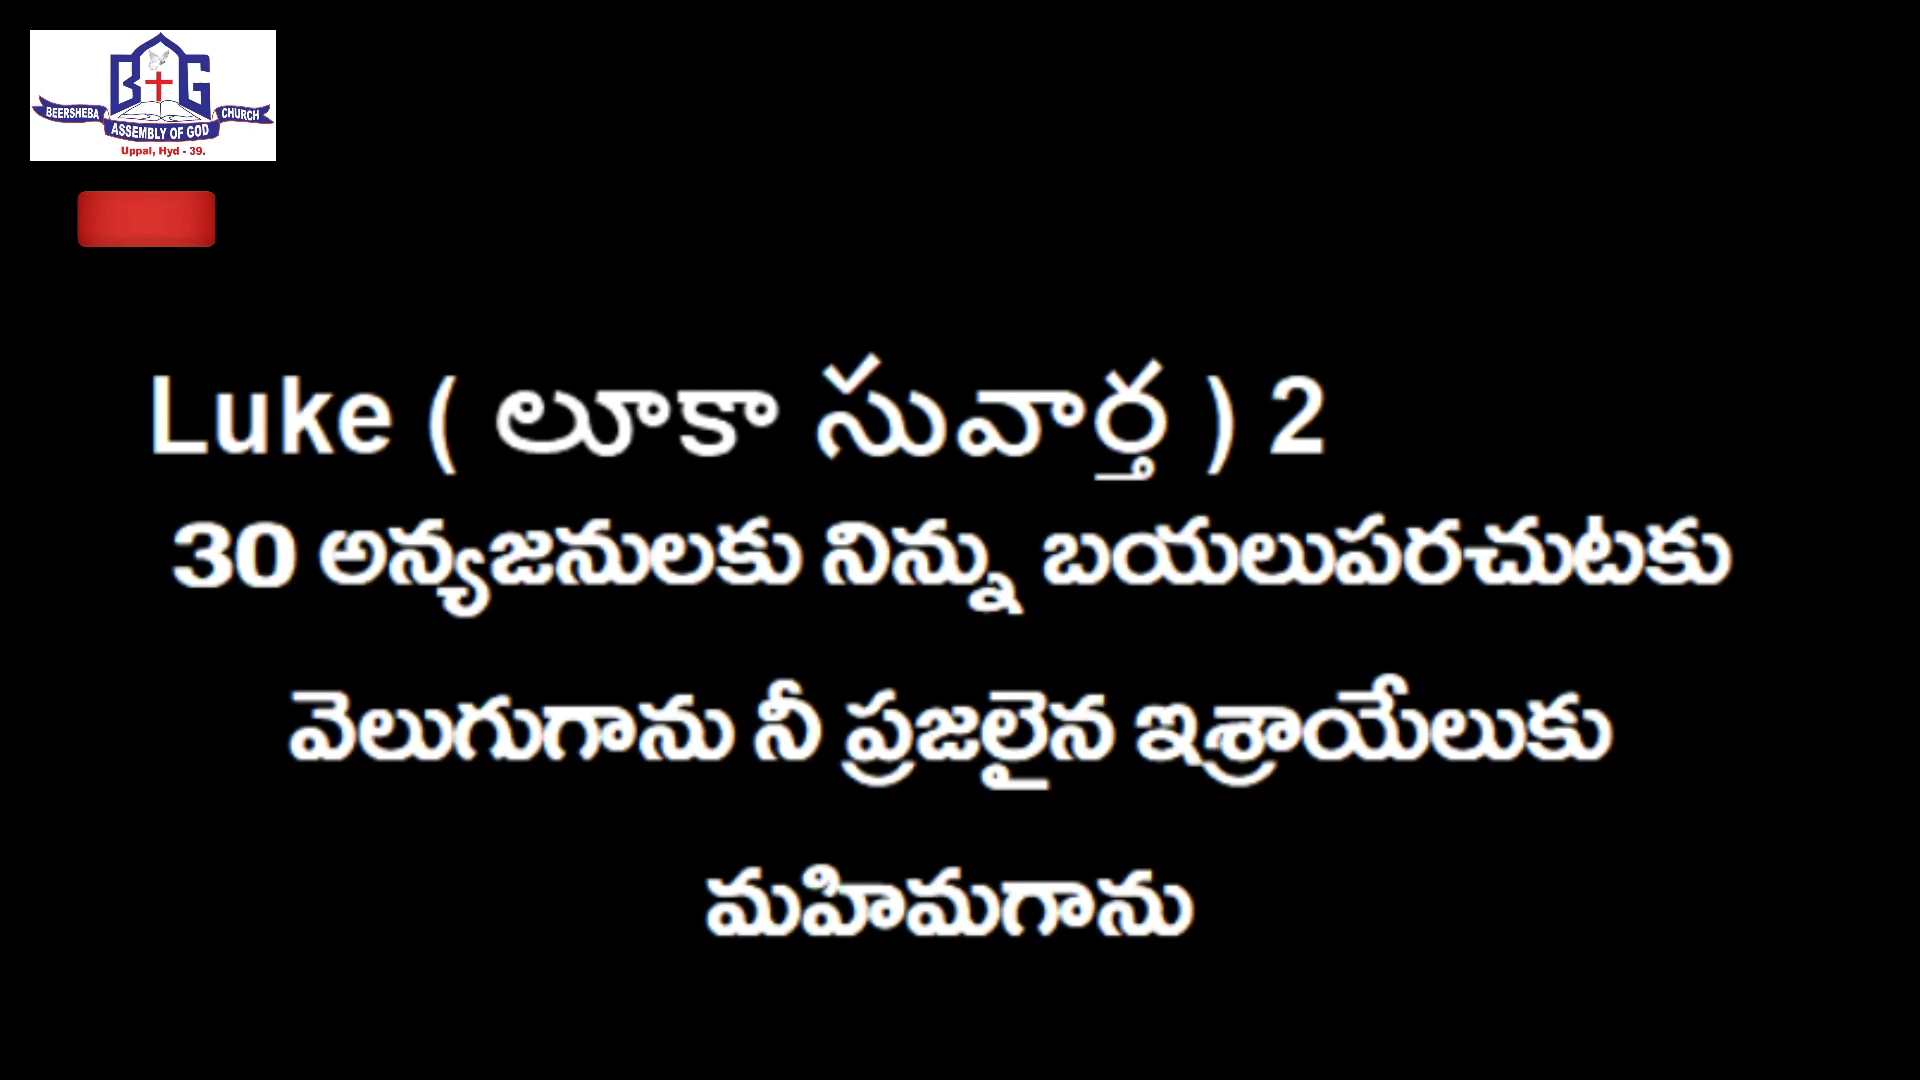 B G
BEERSHEBA CHURCH
ASSEMBLY OF GOD
Uppal, Hyd - 39.
Luke ( లూకా సువార్త ) 2
30 అన్యజనులకు నిన్ను బయలుపరచుటకు
వెలుగుగాను నీ ప్రజలైన ఇశ్రాయేలుకు
మహిమగాను